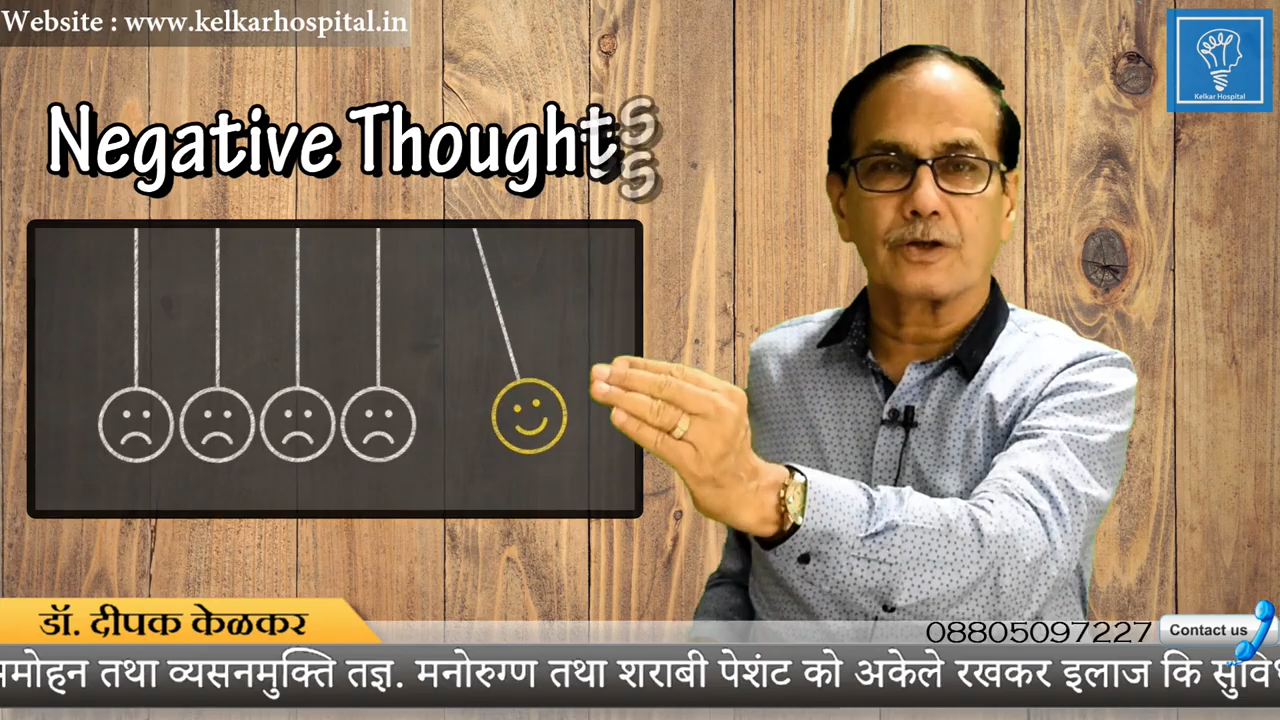 Website : www.kelkarhospital.in
Kelkar Hospital
Negative Thoughts
डॉ. दीपक केळकर
08805097227
Contact us
तथा व्यसनमुक्ति तज्ञ. मनोरुग्ण तथा शराबी पेशंट को अकेले रखकर इलाज कि